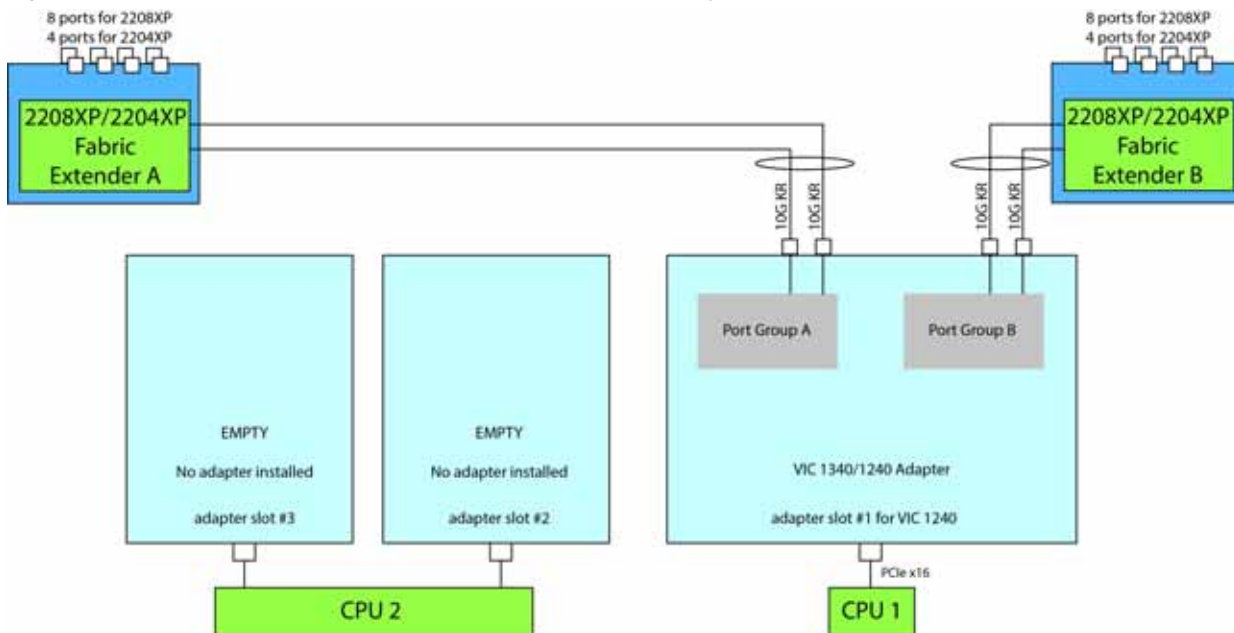 8 ports for 2208XP
4 ports for 2204XP
2208XP/2204XP
Fabric
Extender A
8 ports for 2208XP
4 ports for 2204XP
2208XP/2204XP
Fabric
Extender B
10G KR
10G KR
10G KR
10G KR
Port Group A
Port Group B
EMPTY
No adapter installed
adapter slot #3
EMPTY
No adapter installed
adapter slot #2
VIC 1340/1240 Adapter
adapter slot #1 for VIC 1240
PCIe x16
CPU 2
CPU 1